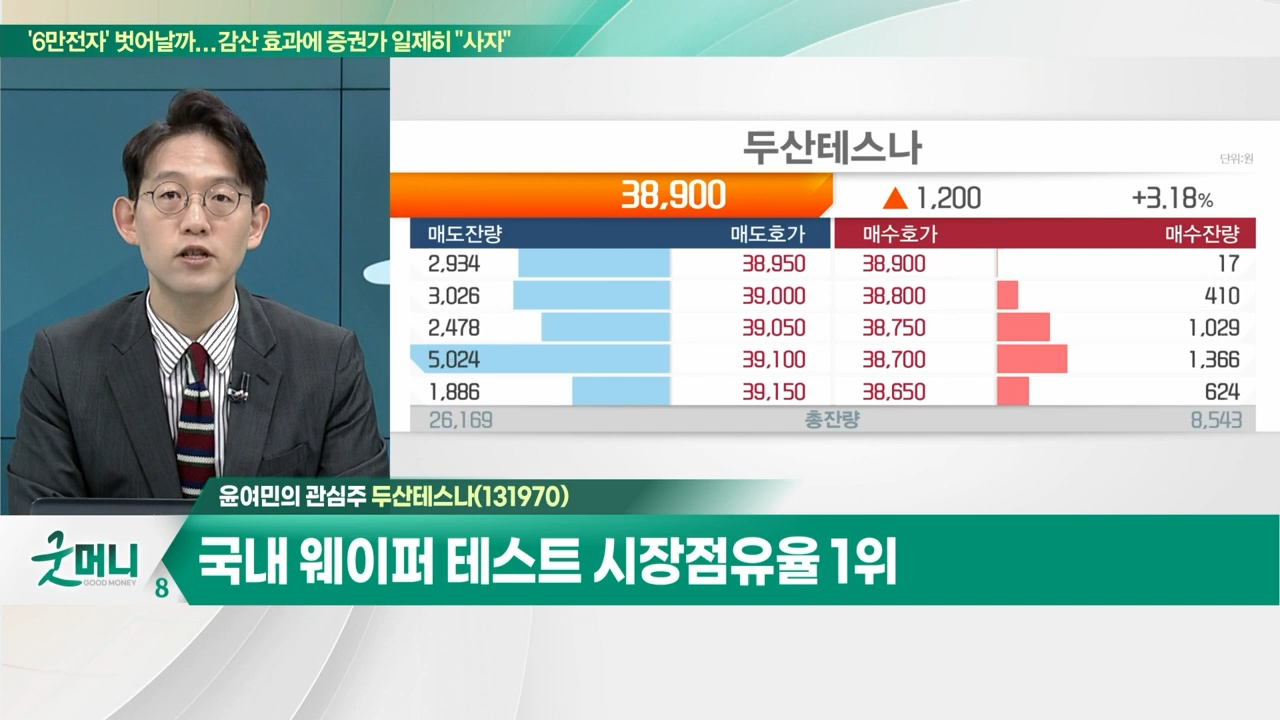 '6만전자' 벗어날까...감산 효과에 증권가 일제히 "사자"
두산테스나
단위:원
38,900 ▲ 1,200 +3.18%
매도잔량 매도호가 매수호가 매수잔량
2,934 38,950 38,900 17
3,026 39,000 38,800 410
2,478 39,050 38,750 1,029
5,024 39,100 38,700 1,366
1,886 39,150 38,650 624
26,169 총잔량 8,543
윤여민의 관심주 두산테스나(131970)
굿머니
GOOD MONEY
8
국내 웨이퍼 테스트 시장점유율 1위